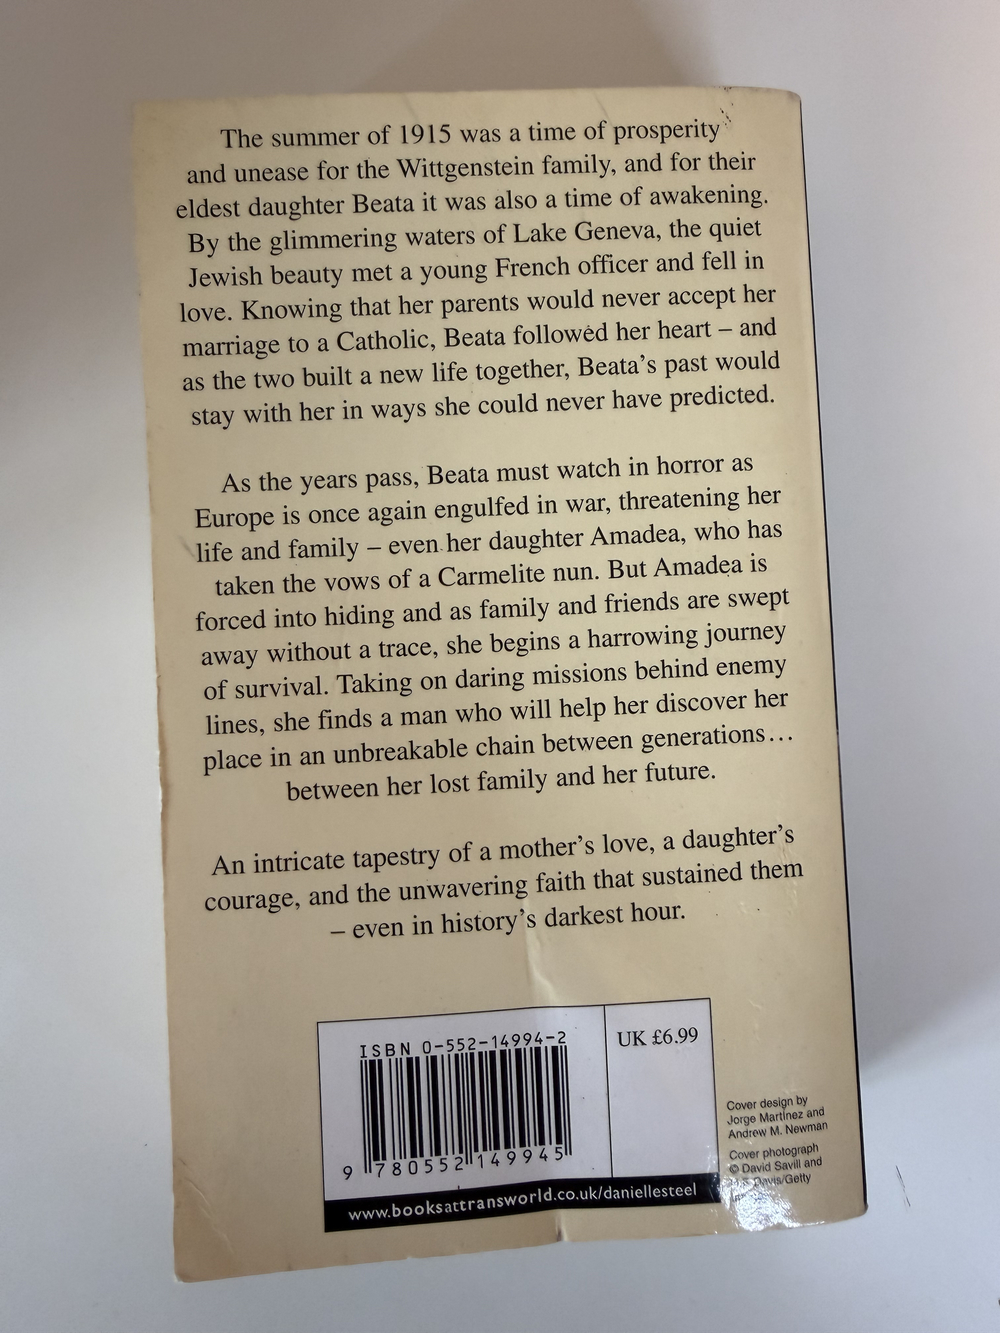 The summer of 1915 was a time of prosperity
and unease for the Wittgenstein family, and for their
eldest daughter Beata it was also a time of awakening.
By the glimmering waters of Lake Geneva, the quiet
Jewish beauty met a young French officer and fell in
love. Knowing that her parents would never accept her
marriage to a Catholic, Beata followed her heart – and
as the two built a new life together, Beata's past would
stay with her in ways she could never have predicted.
As the years pass, Beata must watch in horror as
Europe is once again engulfed in war, threatening her
life and family – even her daughter Amadea, who has
taken the vows of a Carmelite nun. But Amadea is
forced into hiding and as family and friends are swept
away without a trace, she begins a harrowing journey
of survival. Taking on daring missions behind enemy
lines, she finds a man who will help her discover her
place in an unbreakable chain between generations...
between her lost family and her future.
An intricate tapestry of a mother's love, a daughter's
courage, and the unwavering faith that sustained them
– even in history's darkest hour.
ISBN 0-552-14994-2
9 780552 149945
UK £6.99
www.booksattransworld.co.uk/daniellesteel
Cover design by
Jorge Martínez and
Andrew M. Newman
Cover photograph
© David Savill and
Davis/Getty